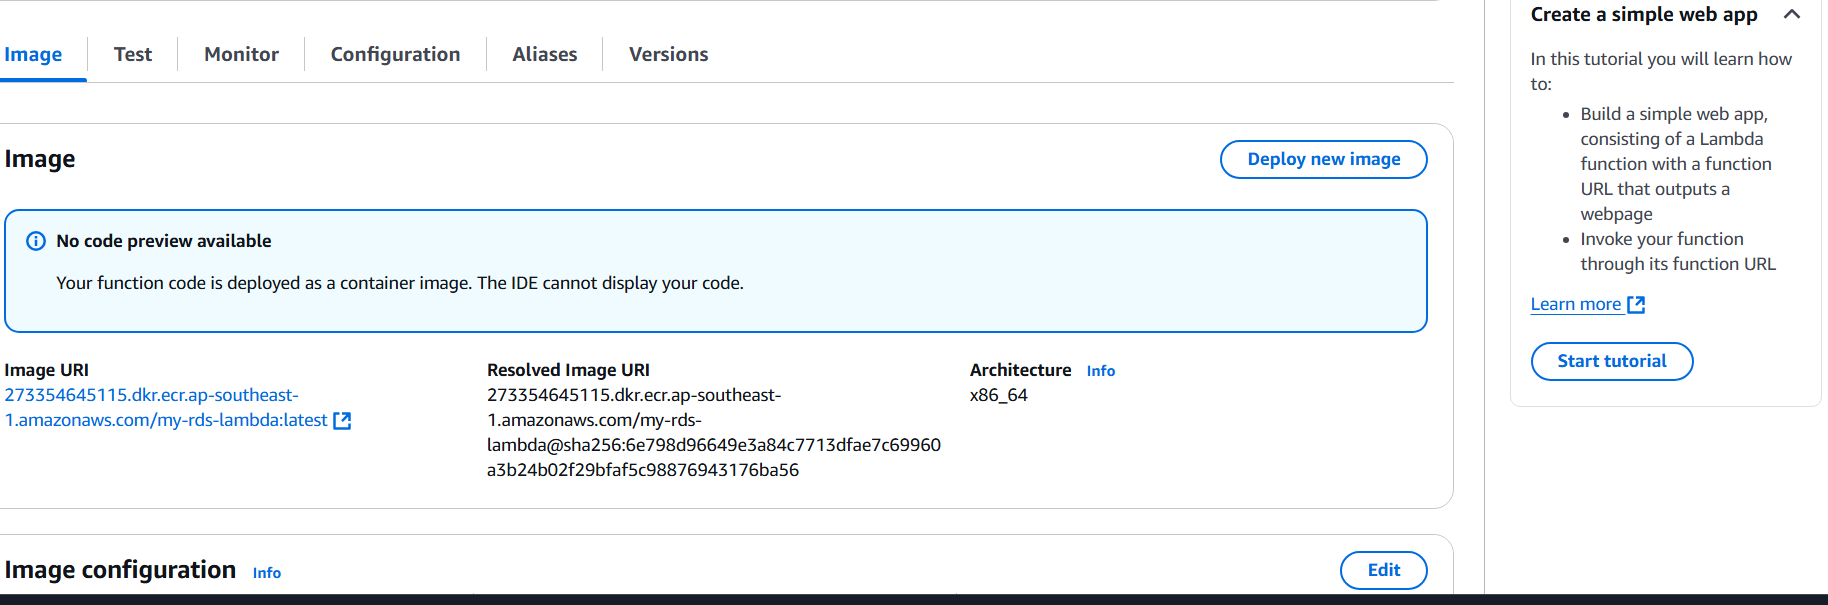 Image
Test
Monitor
Configuration
Aliases
Versions
Image
Deploy new image
No code preview available
Your function code is deployed as a container image. The IDE cannot display your code.
Image URI
273354645115.dkr.ecr.ap-southeast-
1.amazonaws.com/my-rds-lambda:latest
Resolved Image URI
273354645115.dkr.ecr.ap-southeast-
1.amazonaws.com/my-rds-
lambda@sha256:6e798d96649e3a84c7713dfae7c69960
a3b24b02f29bfaf5c98876943176ba56
Architecture Info
x86_64
Image configuration Info
Edit
Create a simple web app
In this tutorial you will learn how
to:
• Build a simple web app,
consisting of a Lambda
function with a function
URL that outputs a
webpage
• Invoke your function
through its function URL
Learn more
Start tutorial